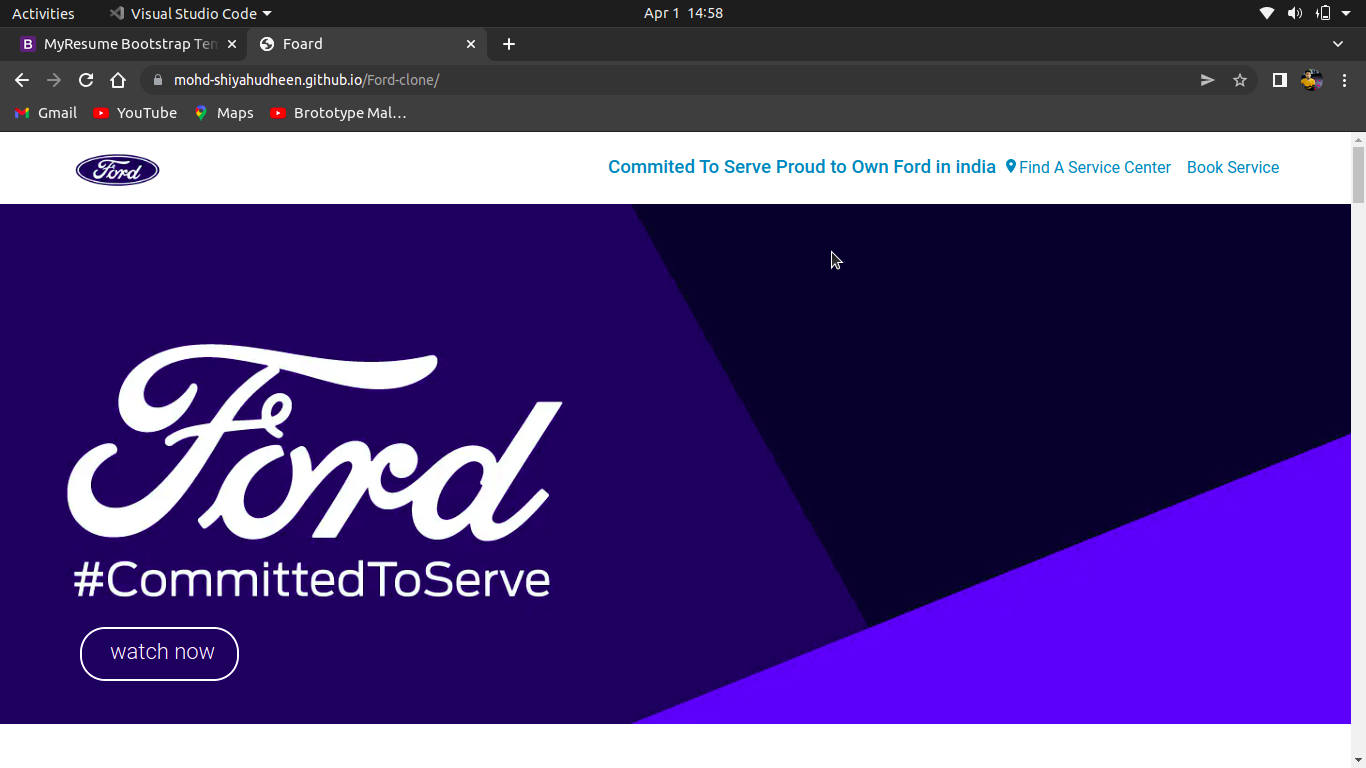 Activities Visual Studio Code Apr 1 14:58
B MyResume Bootstrap Tem Foard
mohd-shiyahudheen.github.io/Ford-clone/
Gmail YouTube Maps Brototype Mal...
Ford Commited To Serve Proud to Own Ford in india Find A Service Center Book Service
Ford
#CommittedToServe
watch now